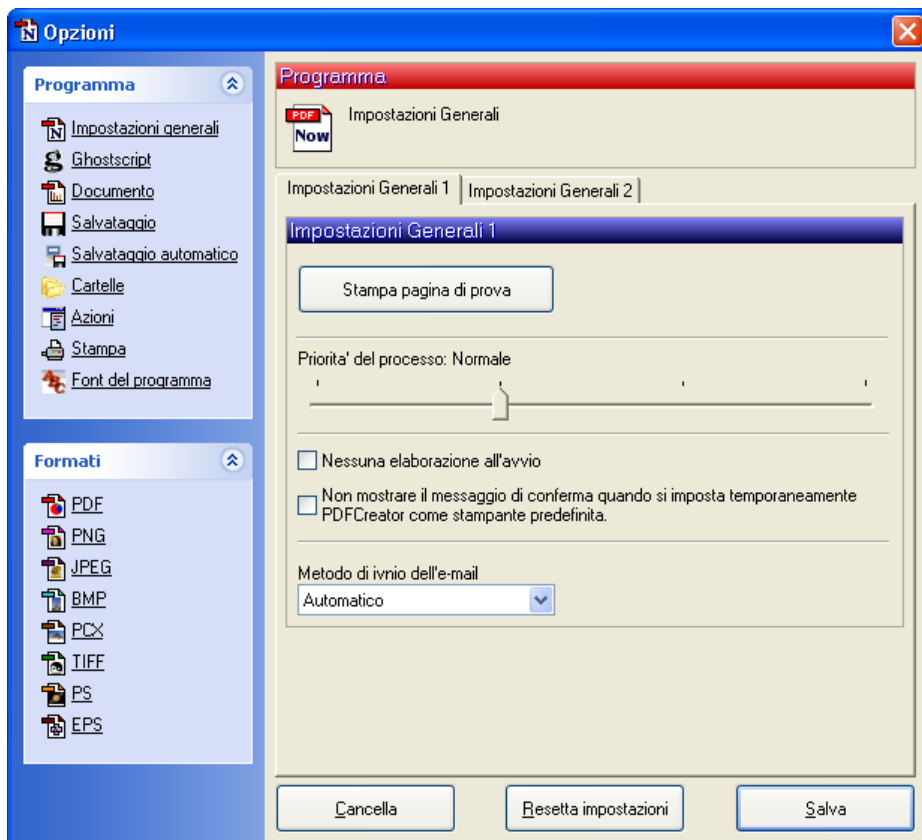 Opzioni
Programma
Impostazioni generali
Ghostscript
Documento
Salvataggio
Salvataggio automatico
Cartelle
Azioni
Stampa
Font del programma
Formati
PDF
PNG
JPEG
BMP
PCX
TIFF
PS
EPS
Programma
PDF
Now
Impostazioni Generali
Impostazioni Generali 1
Impostazioni Generali 2
Impostazioni Generali 1
Stampa pagina di prova
Priorita' del processo: Normale
Nessuna elaborazione all'avvio
Non mostrare il messaggio di conferma quando si imposta temporaneamente
PDFCreator come stampante predefinita.
Metodo di ivnio dell'e-mail
Automatico
Cancella
Resetta impostazioni
Salva